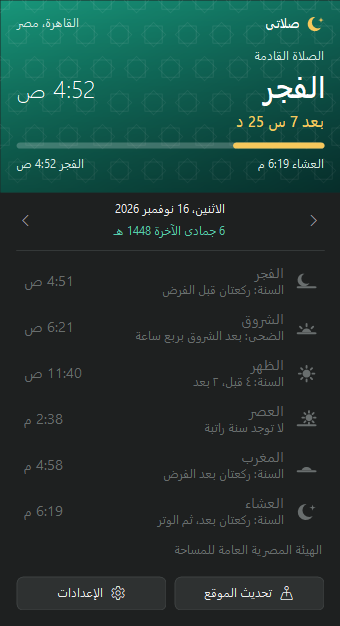 صلاتى
القاهرة، مصر
الصلاة القادمة
الفجر
4:52 ص
بعد 7 س 25 د
العشاء 6:19 م
الفجر 4:52 ص
الاثنين، 16 نوفمبر 2026
6 جمادى الآخرة 1448 هـ
الفجر
4:51 ص
السنة: ركعتان قبل الفرض
الشروق
6:21 ص
الضحى: بعد الشروق بربع ساعة
الظهر
11:40 ص
السنة: ٤ قبل، ٢ بعد
العصر
2:38 م
لا توجد سنة راتبة
المغرب
4:58 م
السنة: ركعتان بعد الفرض
العشاء
6:19 م
السنة: ركعتان بعد، ثم الوتر
الهيئة المصرية العامة للمساحة
تحديث الموقع
الإعدادات